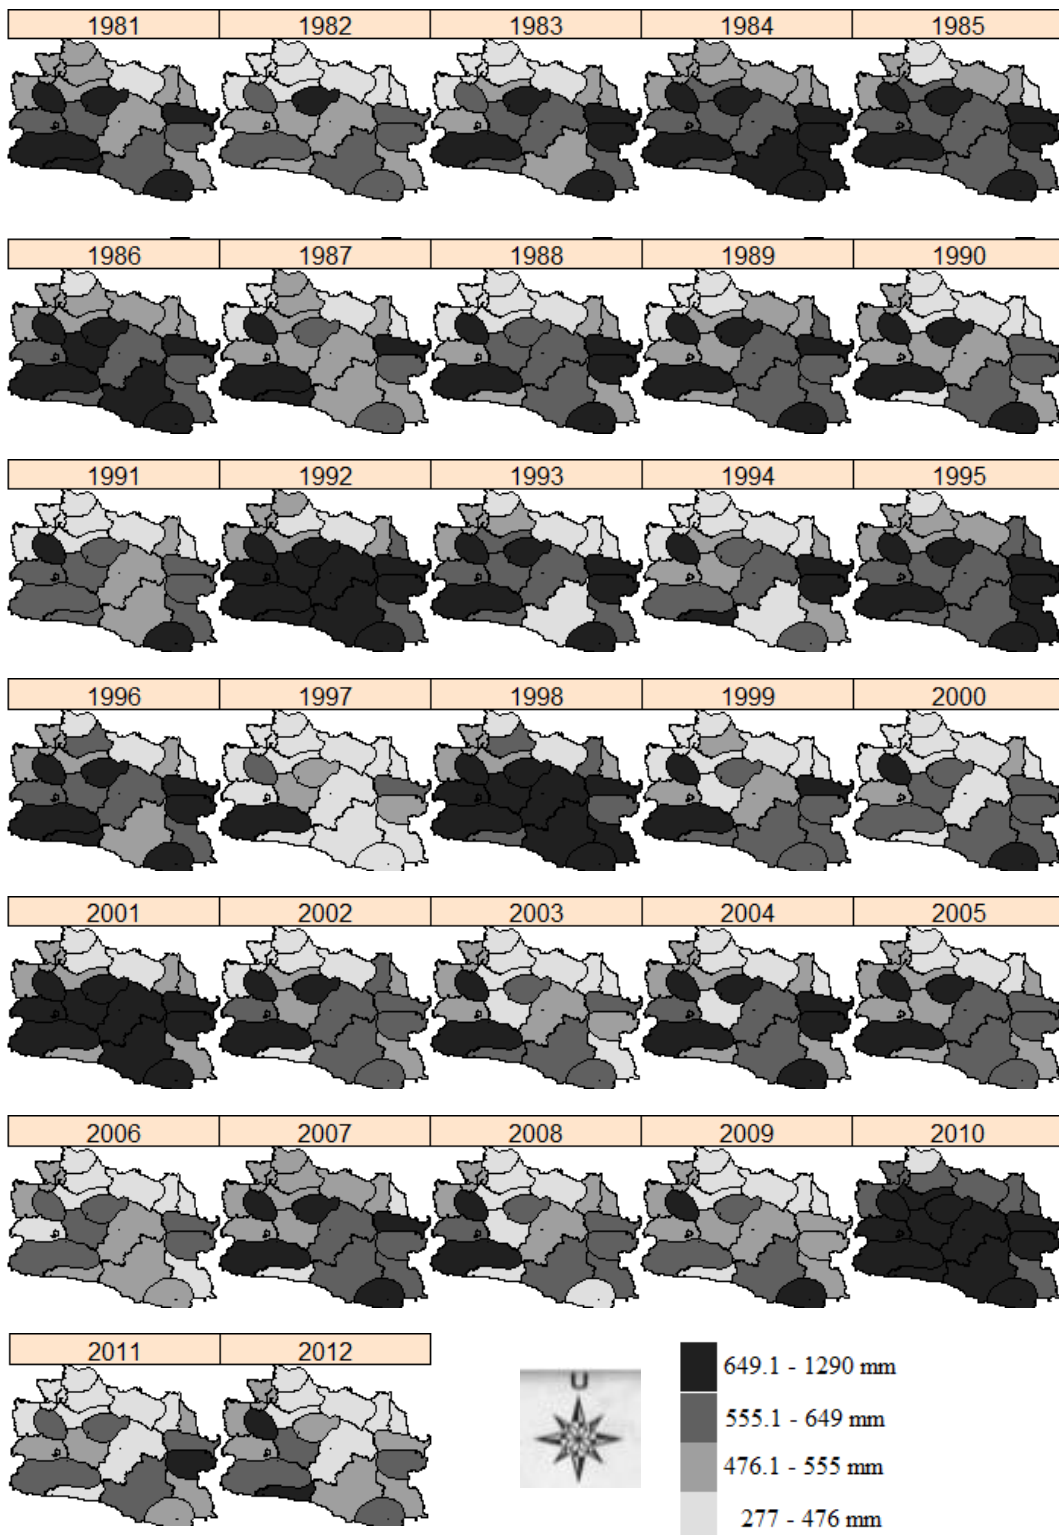 1981 1982 1983 1984 1985
1986 1987 1988 1989 1990
1991 1992 1993 1994 1995
1996 1997 1998 1999 2000
2001 2002 2003 2004 2005
2006 2007 2008 2009 2010
2011 2012
U
649.1 - 1290 mm
555.1 - 649 mm
476.1 - 555 mm
277 - 476 mm